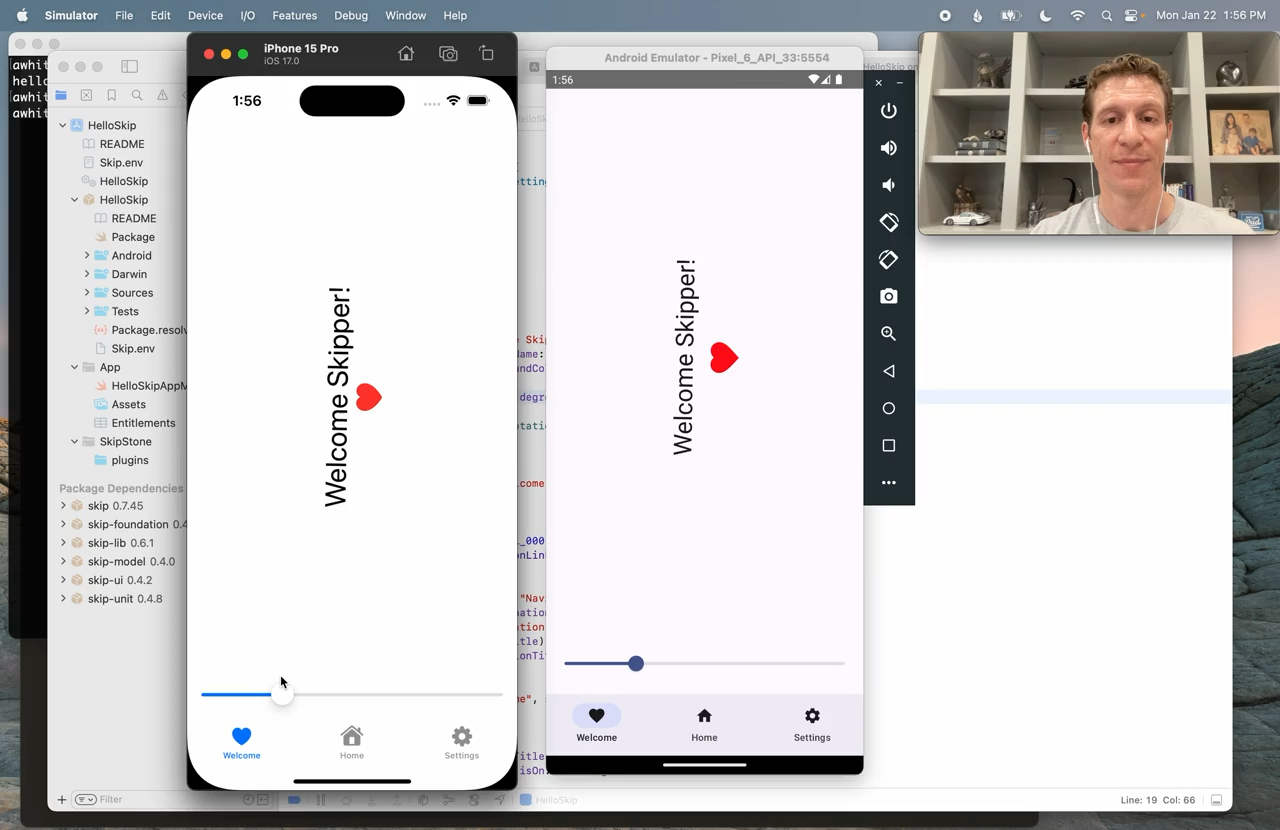 Simulator File Edit Device I/O Features Debug Window Help Mon Jan 22 1:56 PM
iPhone 15 Pro
iOS 17.0
Android Emulator - Pixel_6_API_33:5554
1:56
1:56
HelloSkip
README
Skip.env
HelloSkip
HelloSkip
README
Package
Android
Darwin
Sources
Tests
Package.resolv
Skip.env
App
HelloSkipAppM
Assets
Entitlements
SkipStone
plugins
Package Dependencies
skip 0.7.45
skip-foundation 0.4
skip-lib 0.6.1
skip-model 0.4.0
skip-ui 0.4.2
skip-unit 0.4.8
Filter
Welcome Skipper!
Welcome Home Settings
Welcome Skipper!
Welcome Home Settings
HelloSkip
Line: 19 Col: 66